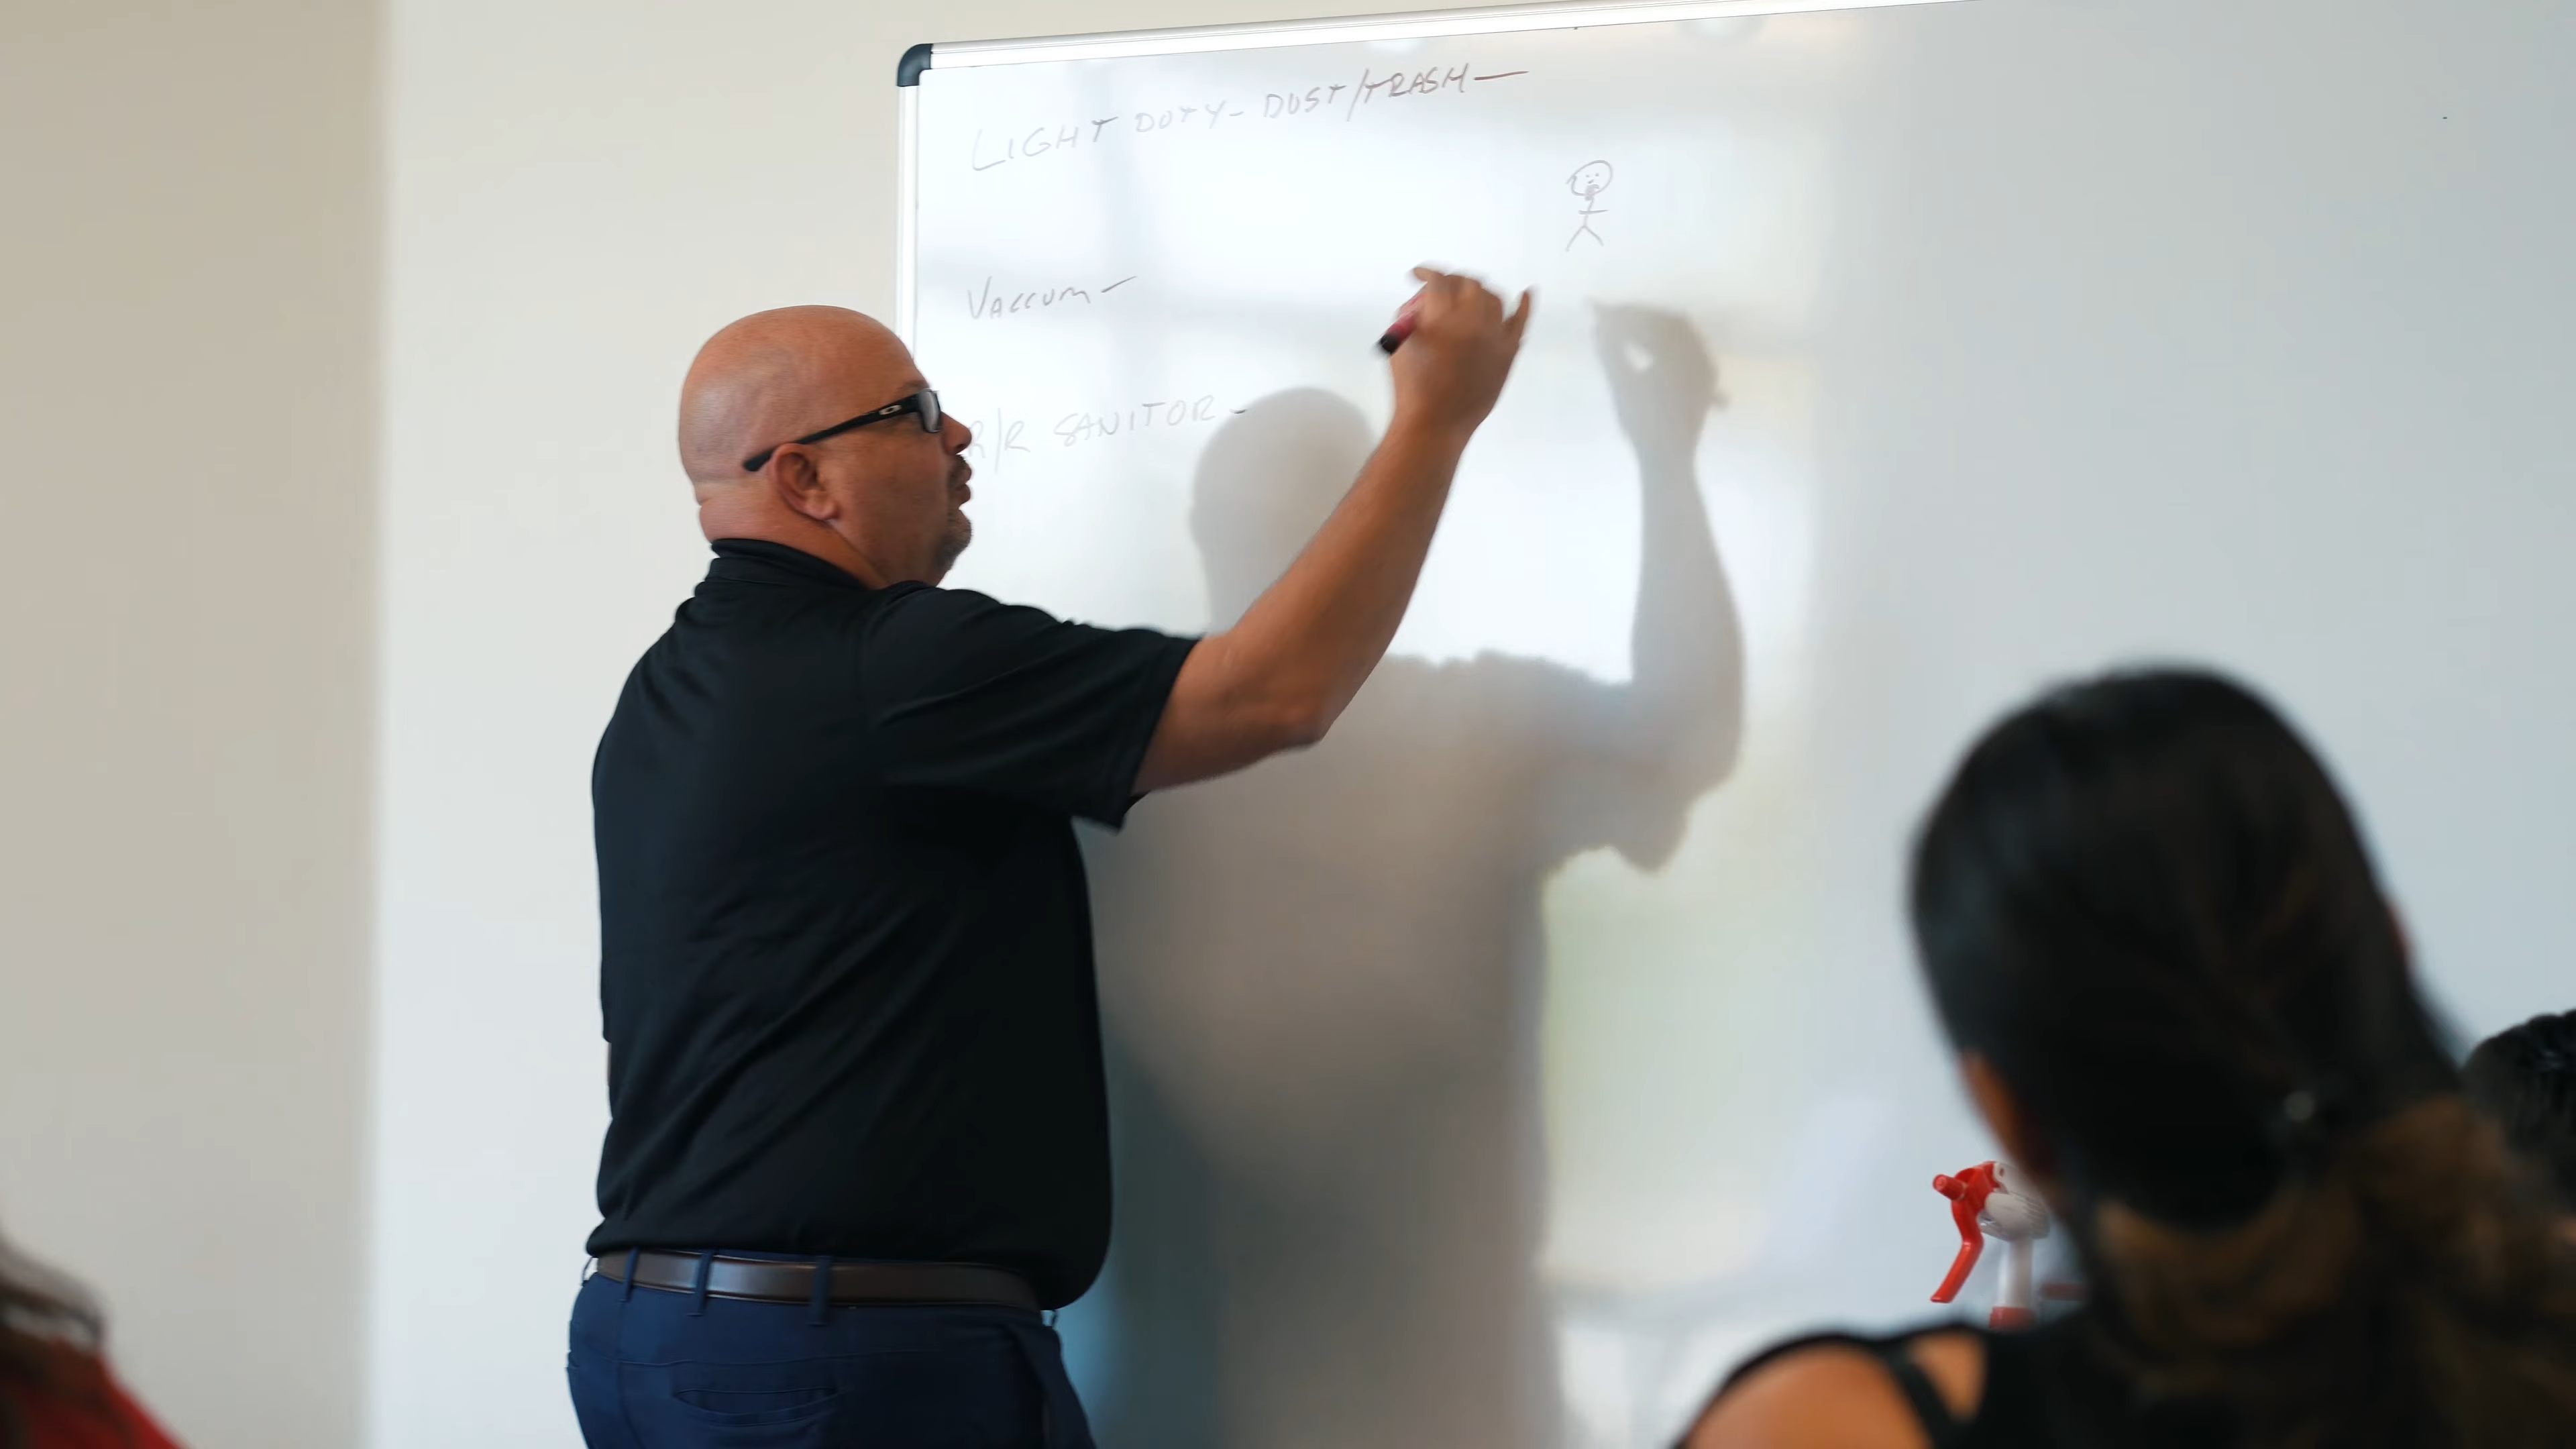 LIGHT DUTY- DUST/TRASH —
VACCUM —
R/R SANITOR -